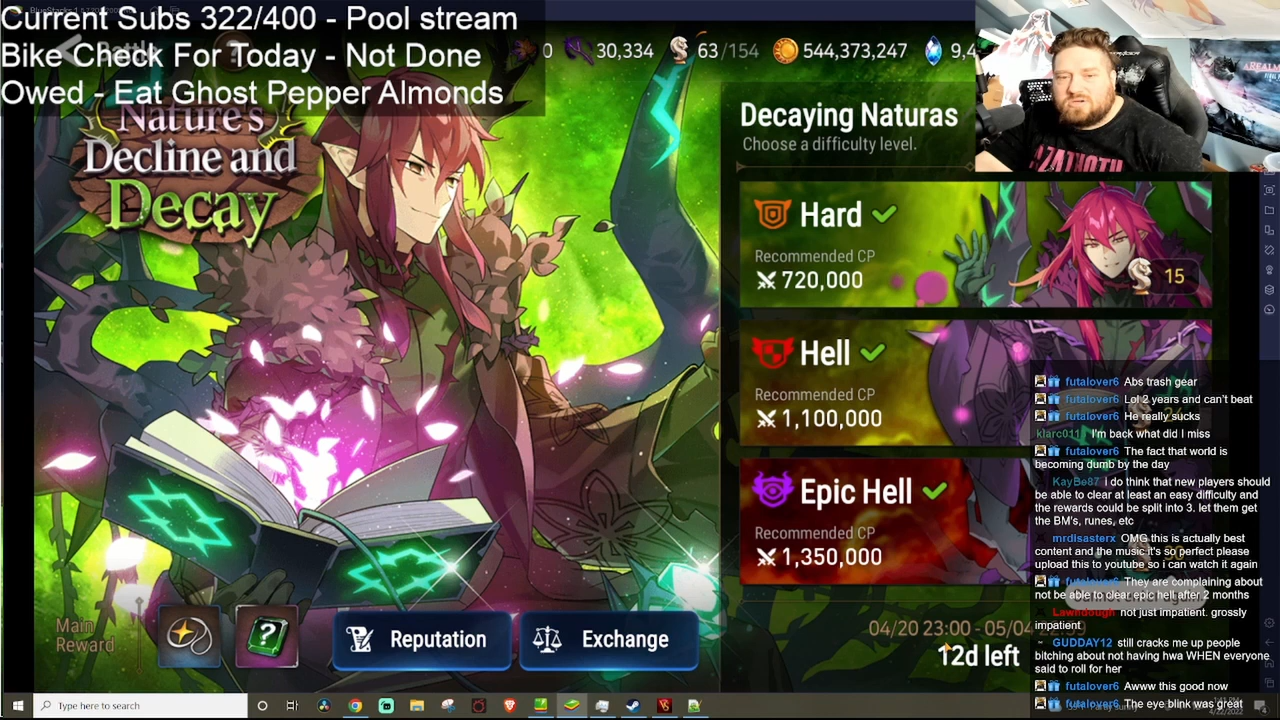 Current Subs 322/400 - Pool stream
Bike Check For Today - Not Done
Owed - Eat Ghost Pepper Almonds
0
30,334
63/154
544,373,247
9,4
Nature's
Decline and
Decay
Decaying Naturas
Choose a difficulty level.
Hard
Recommended CP
720,000
15
Hell
Recommended CP
1,100,000
Epic Hell
Recommended CP
1,350,000
futalover6 Abs trash gear
futalover6 Lol 2 years and can't beat
futalover6 He really sucks
I'm back what did I miss
futalover6 The fact that world is
becoming dumb by the day
KayBe87 i do think that new players should
be able to clear at least an easy difficulty and
the rewards could be split into 3. let them get
the BM's, runes, etc
mrdisasterx OMG this is actually best
content and the music it's so perfect please
upload this to youtube so i can watch it again
futalover6 They are complaining about
not be able to clear epic hell after 2 months
Lawndough not just impatient. grossly
impatient
GUDDAY12 still cracks me up people
bitching about not having hwa WHEN everyone
said to roll for her
futalover6 Awww this good now
futalover6 The eye blink was great
Main
Reward
?
Reputation
Exchange
04/20 23:00 - 05/04
12d left
Type here to search
4/22/2022